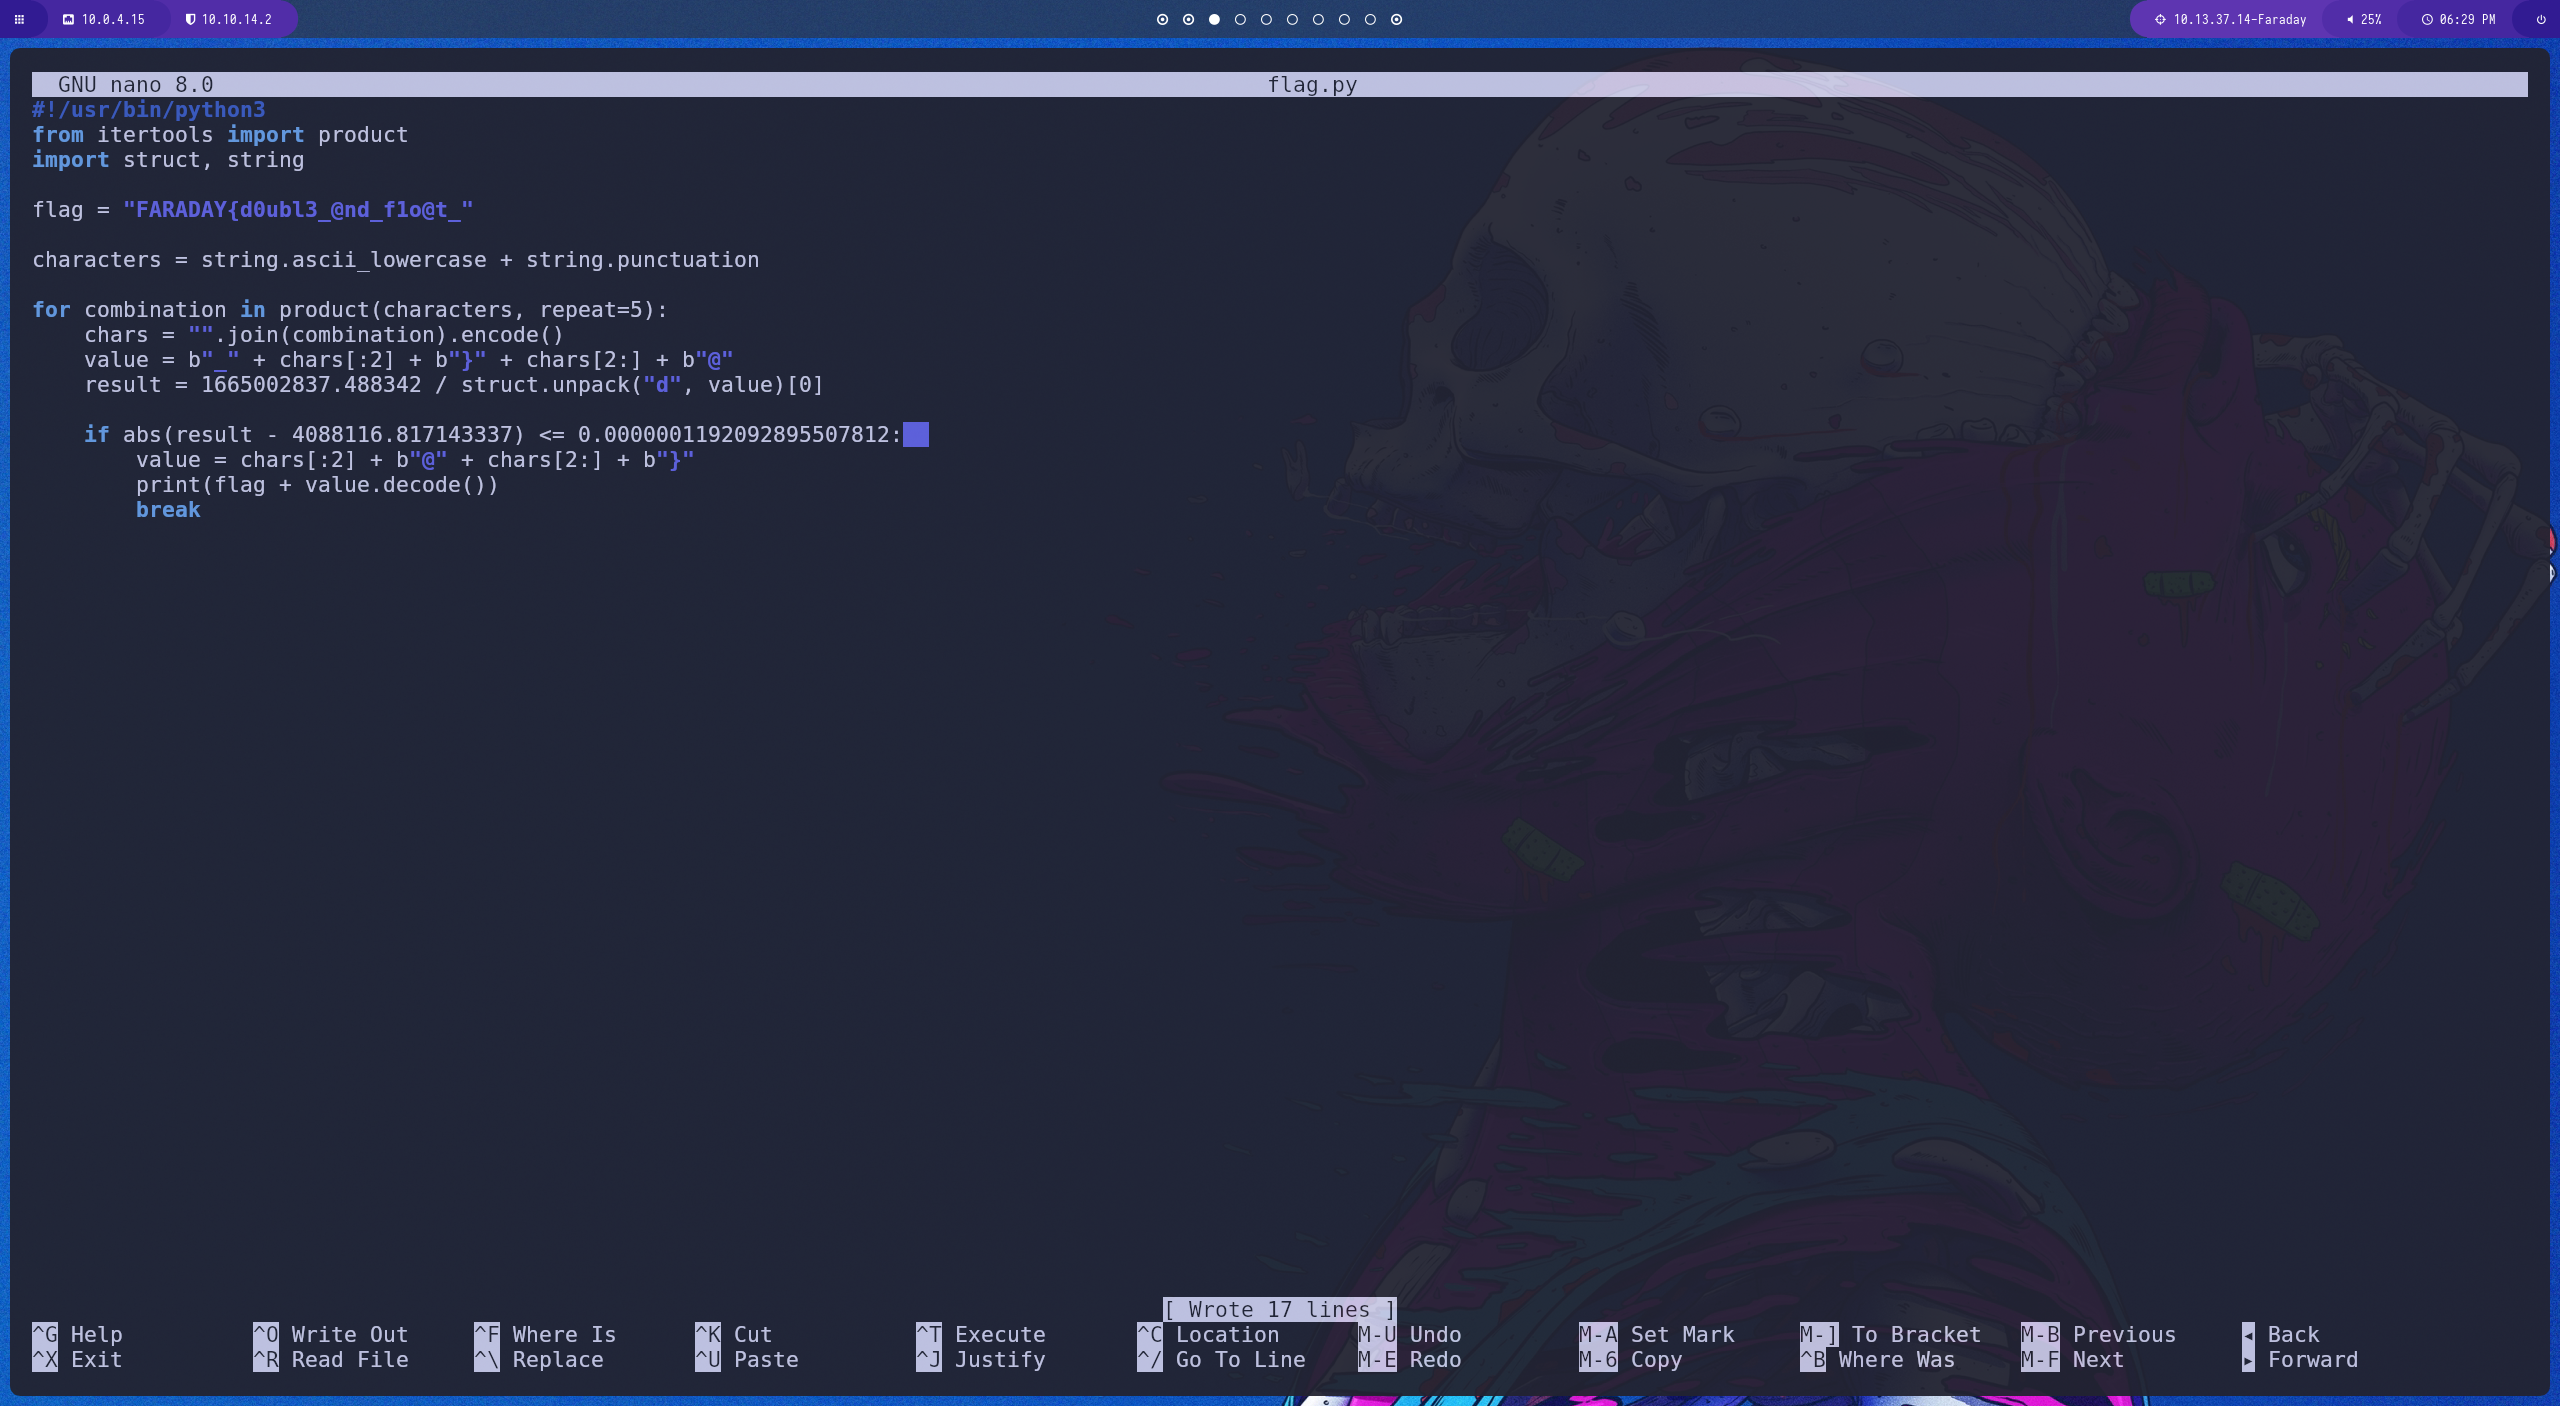 10.0.4.15 10.10.14.2 10.13.37.14-Faraday 25% 06:29 PM
GNU nano 8.0 flag.py
#!/usr/bin/python3
from itertools import product
import struct, string

flag = "FARADAY{d0ubl3_@nd_f1o@t_"

characters = string.ascii_lowercase + string.punctuation

for combination in product(characters, repeat=5):
    chars = "".join(combination).encode()
    value = b"_" + chars[:2] + b"}" + chars[2:] + b"@"
    result = 1665002837.488342 / struct.unpack("d", value)[0]

    if abs(result - 4088116.817143337) <= 0.0000001192092895507812:
        value = chars[:2] + b"@" + chars[2:] + b"}"
        print(flag + value.decode())
        break

[ Wrote 17 lines ]
^G Help ^O Write Out ^F Where Is ^K Cut ^T Execute ^C Location M-U Undo M-A Set Mark M-] To Bracket M-B Previous ◂ Back
^X Exit ^R Read File ^\ Replace ^U Paste ^J Justify ^/ Go To Line M-E Redo M-6 Copy ^B Where Was M-F Next ▸ Forward